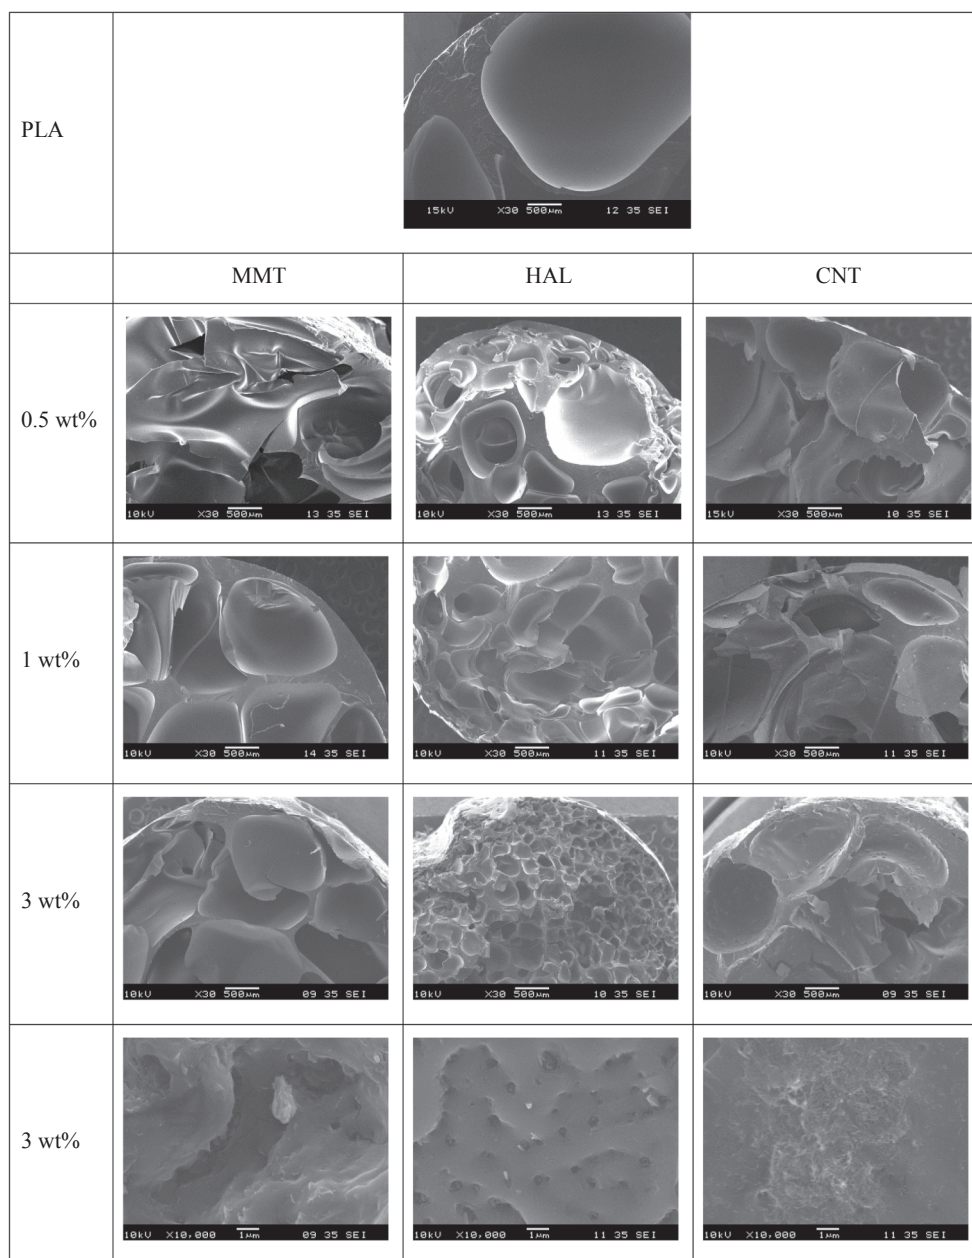 PLA
15kV X30 500μm 12 35 SEI
MMT HAL CNT
0.5 wt%
10kV X30 500μm 13 35 SEI
10kV X30 500μm 13 35 SEI
15kV X30 500μm 10 35 SEI
1 wt%
10kV X30 500μm 14 35 SEI
10kV X30 500μm 11 35 SEI
10kV X30 500μm 11 35 SEI
3 wt%
10kV X30 500μm 09 35 SEI
10kV X30 500μm 10 35 SEI
10kV X30 500μm 09 35 SEI
3 wt%
10kV X10,000 1μm 09 35 SEI
10kV X10,000 1μm 11 35 SEI
10kV X10,000 1μm 11 35 SEI